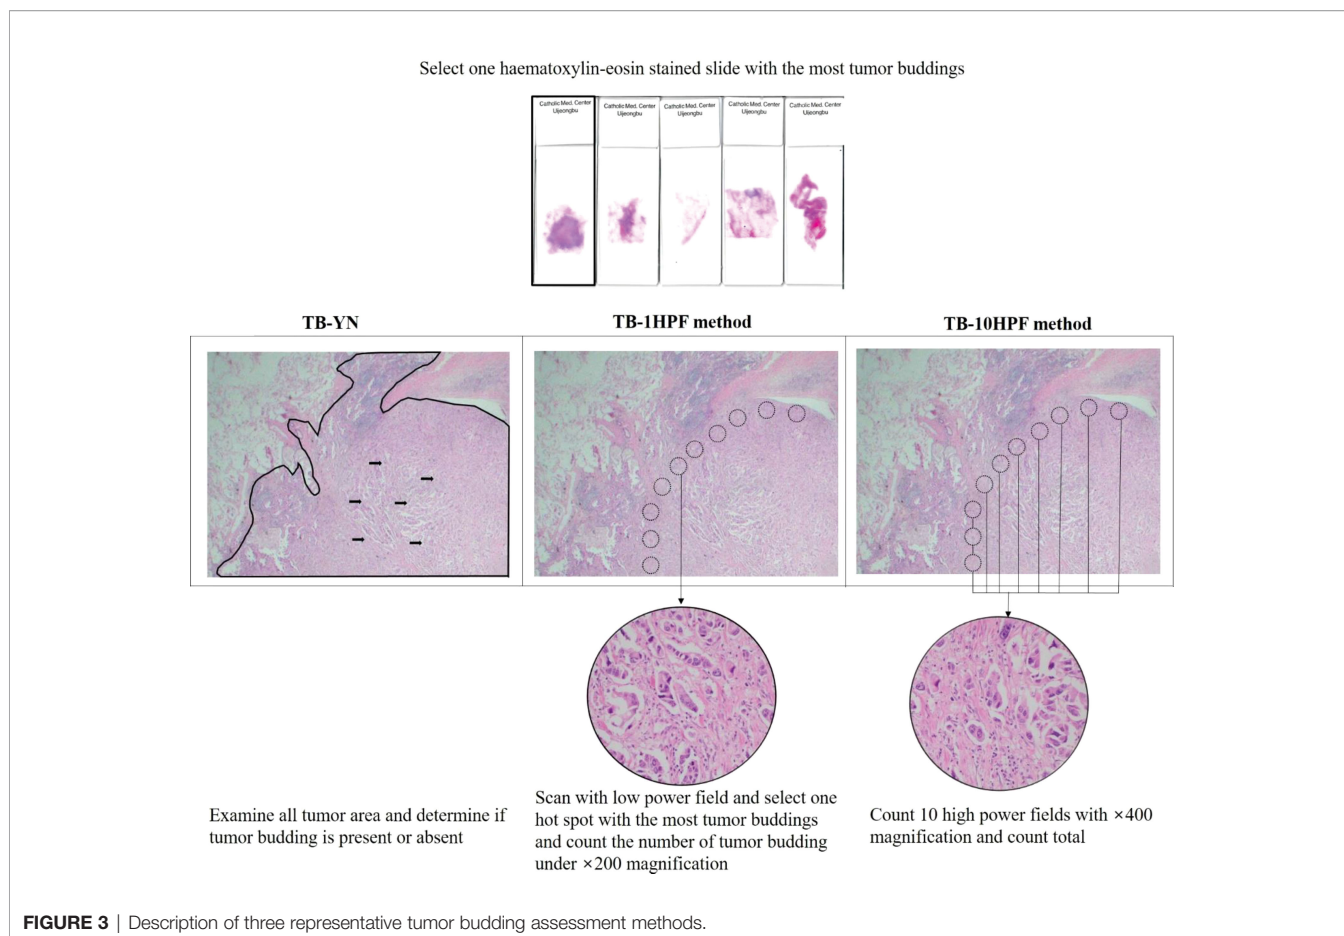 Select one haematoxylin-eosin stained slide with the most tumor buddings
Catholic Med. Center
Uijeongbu
Catholic Med. Center
Uijeongbu
Catholic Med. Center
Uijeongbu
Catholic Med. Center
Uijeongbu
Catholic Med. Center
Uijeongbu
TB-YN
TB-1HPF method
TB-10HPF method
Examine all tumor area and determine if
tumor budding is present or absent
Scan with low power field and select one
hot spot with the most tumor buddings
and count the number of tumor budding
under ×200 magnification
Count 10 high power fields with ×400
magnification and count total
FIGURE 3 | Description of three representative tumor budding assessment methods.